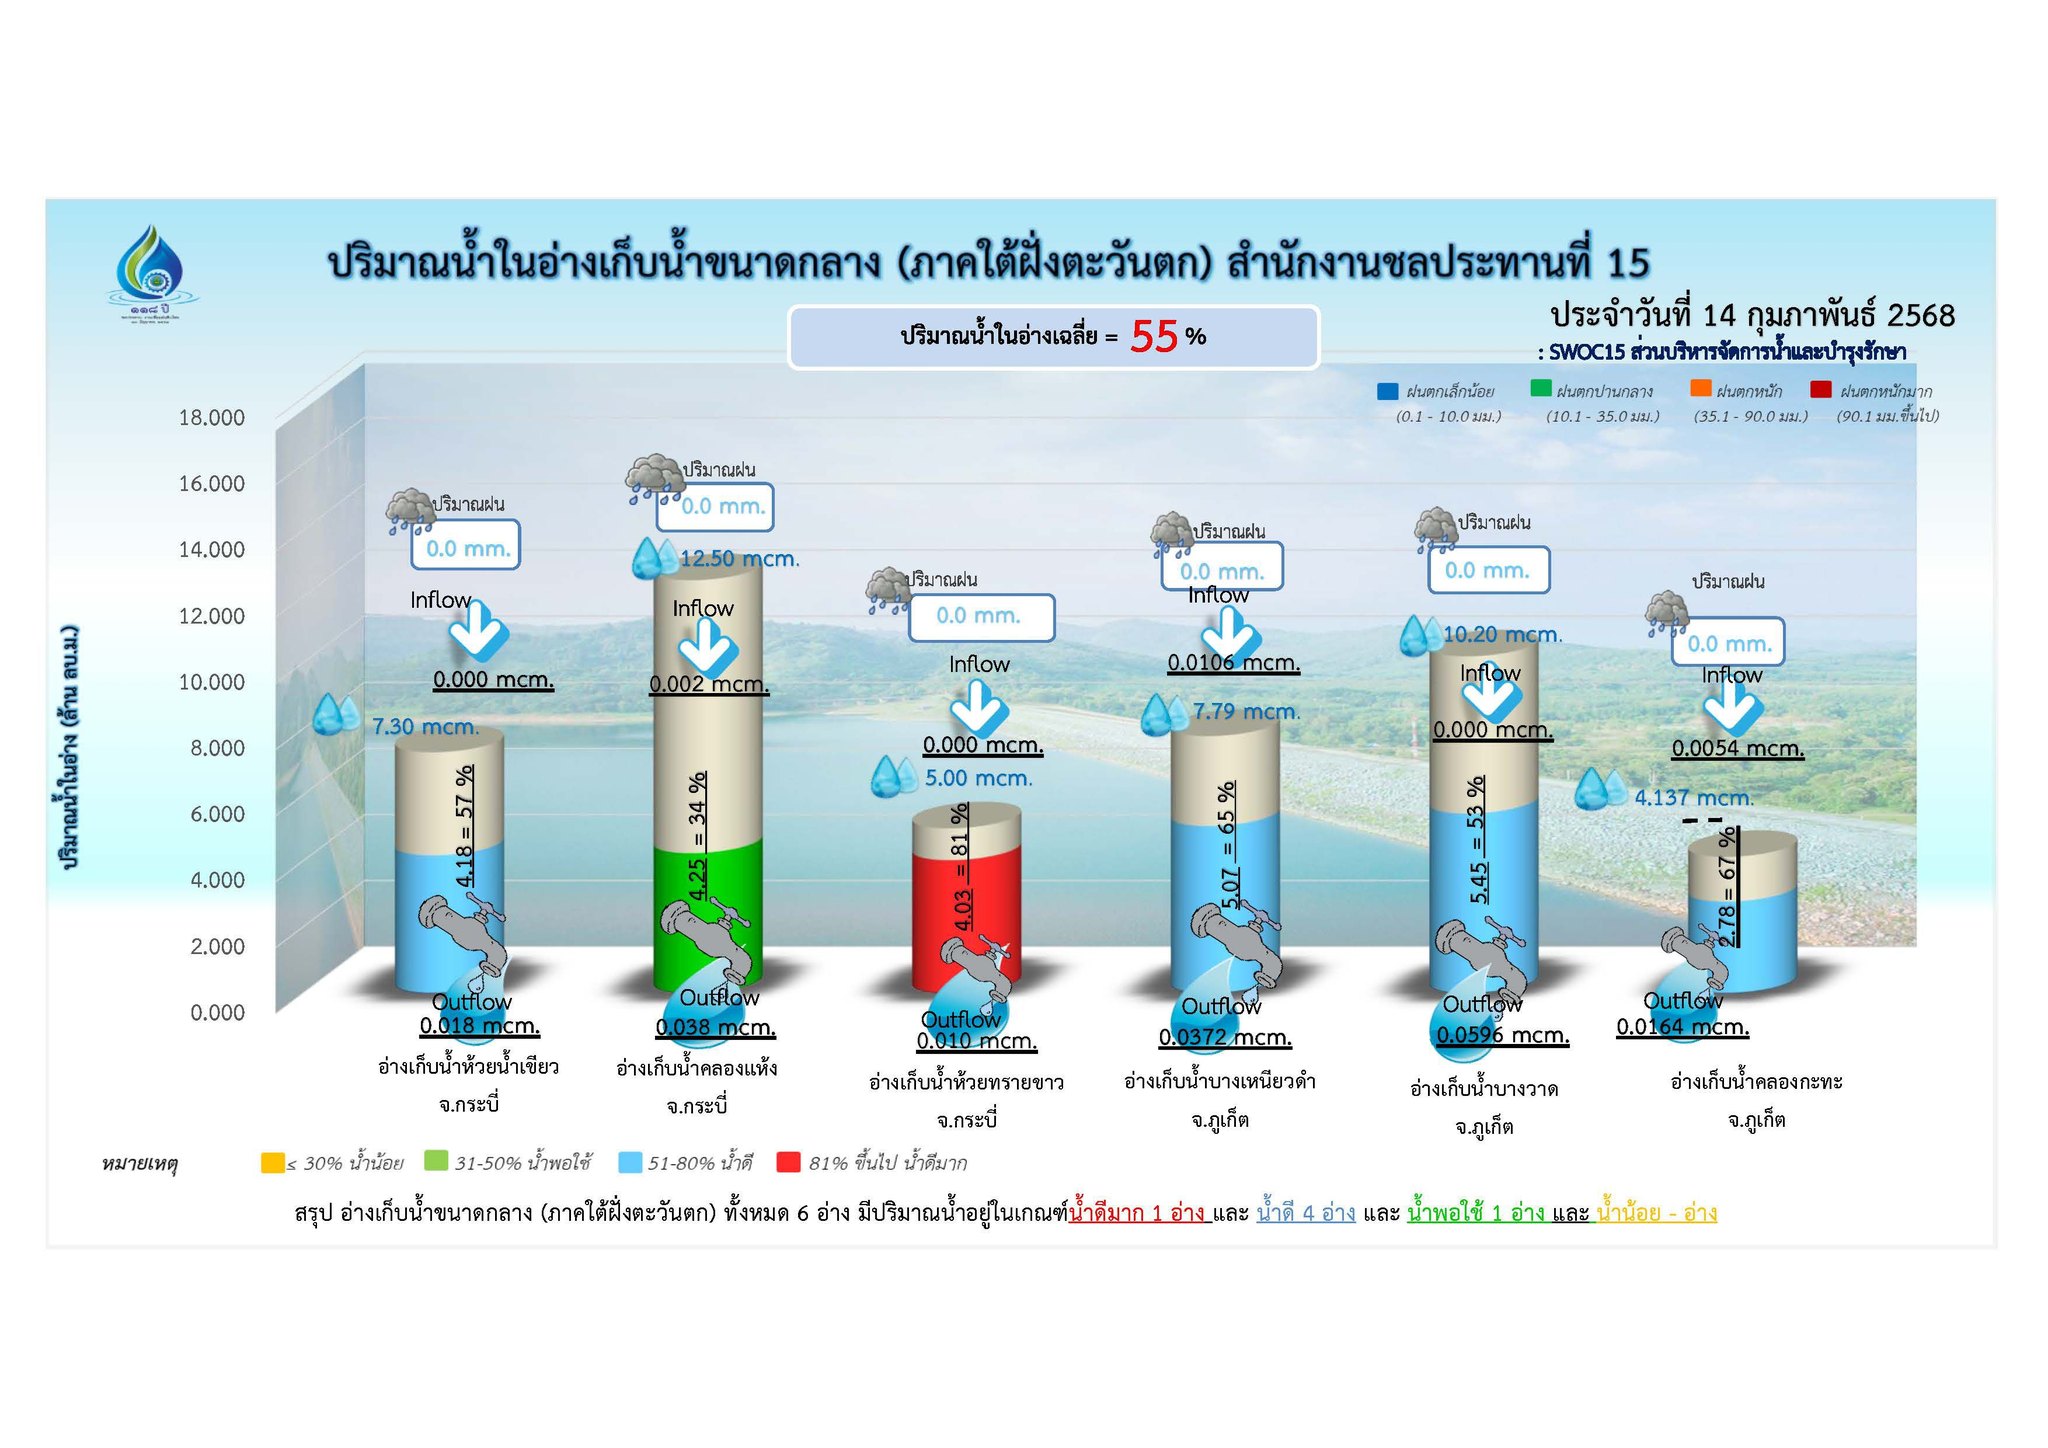 ปริมาณน้ำในอ่างเก็บน้ำขนาดกลาง (ภาคใต้ฝั่งตะวันตก) สำนักงานชลประทานที่ 15
๑๑๘ ปี
ปริมาณน้ำในอ่างเฉลี่ย = 55 %
ประจำวันที่ 14 กุมภาพันธ์ 2568
: SWOC15 ส่วนบริหารจัดการน้ำและบำรุงรักษา
ฝนตกเล็กน้อย ฝนตกปานกลาง ฝนตกหนัก ฝนตกหนักมาก
(0.1 - 10.0 มม.) (10.1 - 35.0 มม.) (35.1 - 90.0 มม.) (90.1 มม.ขึ้นไป)
ปริมาณน้ำในอ่าง (ล้าน ลบ.ม.)
18.000
16.000
14.000
12.000
10.000
8.000
6.000
4.000
2.000
0.000
ปริมาณฝน
0.0 mm.
Inflow
0.000 mcm.
7.30 mcm.
4.18 = 57 %
Outflow
0.018 mcm.
อ่างเก็บน้ำห้วยน้ำเขียว
จ.กระบี่
ปริมาณฝน
0.0 mm.
12.50 mcm.
Inflow
0.002 mcm.
4.25 = 34 %
Outflow
0.038 mcm.
อ่างเก็บน้ำคลองแห้ง
จ.กระบี่
ปริมาณฝน
0.0 mm.
Inflow
0.000 mcm.
5.00 mcm.
4.03 = 81 %
Outflow
0.010 mcm.
อ่างเก็บน้ำห้วยทรายขาว
จ.กระบี่
ปริมาณฝน
0.0 mm.
Inflow
0.0106 mcm.
7.79 mcm.
5.07 = 65 %
Outflow
0.0372 mcm.
อ่างเก็บน้ำบางเหนียวดำ
จ.ภูเก็ต
ปริมาณฝน
0.0 mm.
10.20 mcm.
Inflow
0.000 mcm.
5.45 = 53 %
Outflow
0.0596 mcm.
อ่างเก็บน้ำบางวาด
จ.ภูเก็ต
ปริมาณฝน
0.0 mm.
Inflow
0.0054 mcm.
4.137 mcm.
2.78 = 67 %
Outflow
0.0164 mcm.
อ่างเก็บน้ำคลองกะทะ
จ.ภูเก็ต
หมายเหตุ ≤ 30% น้ำน้อย 31-50% น้ำพอใช้ 51-80% น้ำดี 81% ขึ้นไป น้ำดีมาก
สรุป อ่างเก็บน้ำขนาดกลาง (ภาคใต้ฝั่งตะวันตก) ทั้งหมด 6 อ่าง มีปริมาณน้ำอยู่ในเกณฑ์น้ำดีมาก 1 อ่าง และ น้ำดี 4 อ่าง และ น้ำพอใช้ 1 อ่าง และ น้ำน้อย - อ่าง